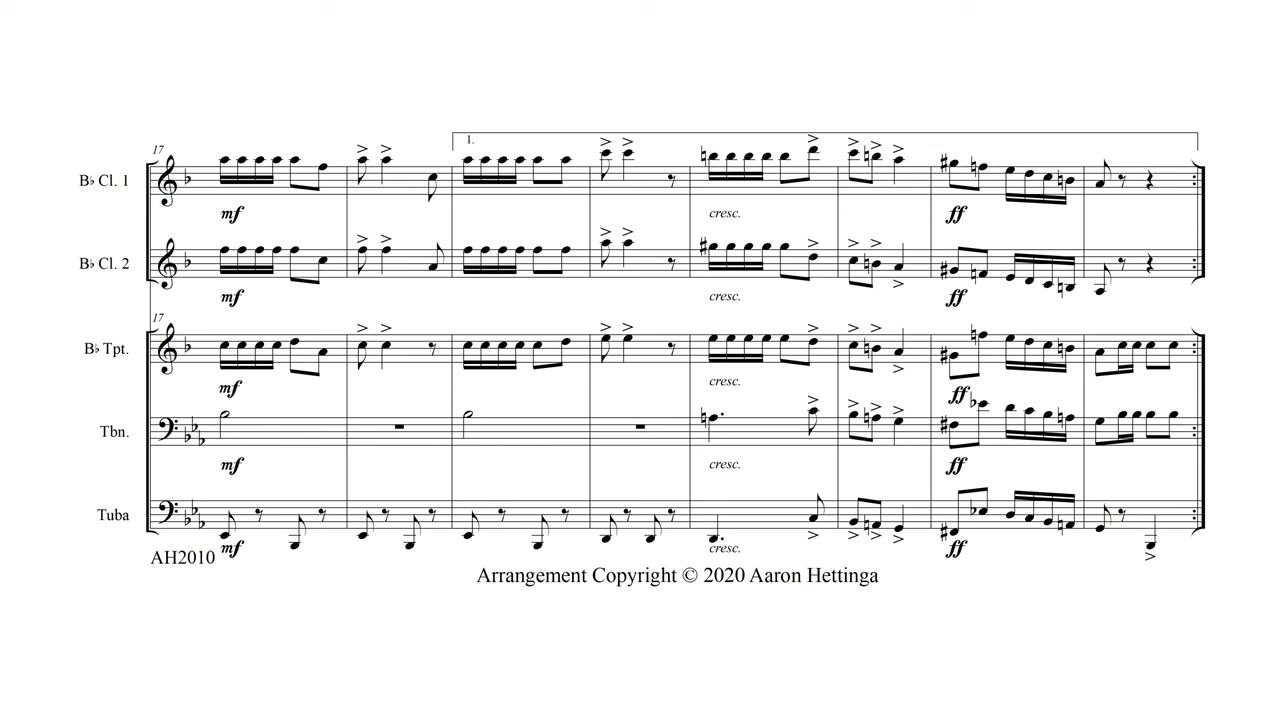 17
1.
B♭ Cl. 1
mf
cresc.
ff
B♭ Cl. 2
mf
cresc.
ff
17
B♭ Tpt.
mf
cresc.
ff
Tbn.
mf
cresc.
ff
Tuba
mf
cresc.
ff
AH2010
Arrangement Copyright © 2020 Aaron Hettinga